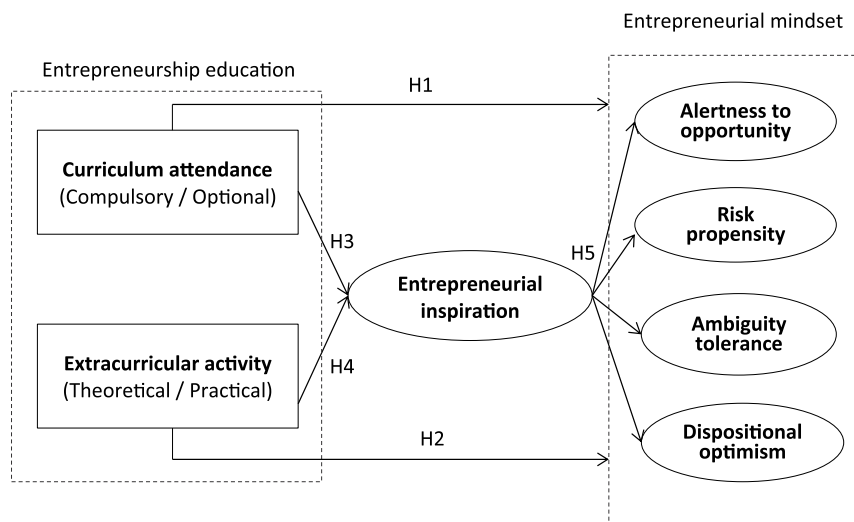 Entrepreneurial mindset
Entrepreneurship education
H1
Alertness to
opportunity
Curriculum attendance
(Compulsory / Optional)
Risk
propensity
H3
H5
Entrepreneurial
inspiration
Ambiguity
tolerance
Extracurricular activity
(Theoretical / Practical)
H4
H2
Dispositional
optimism